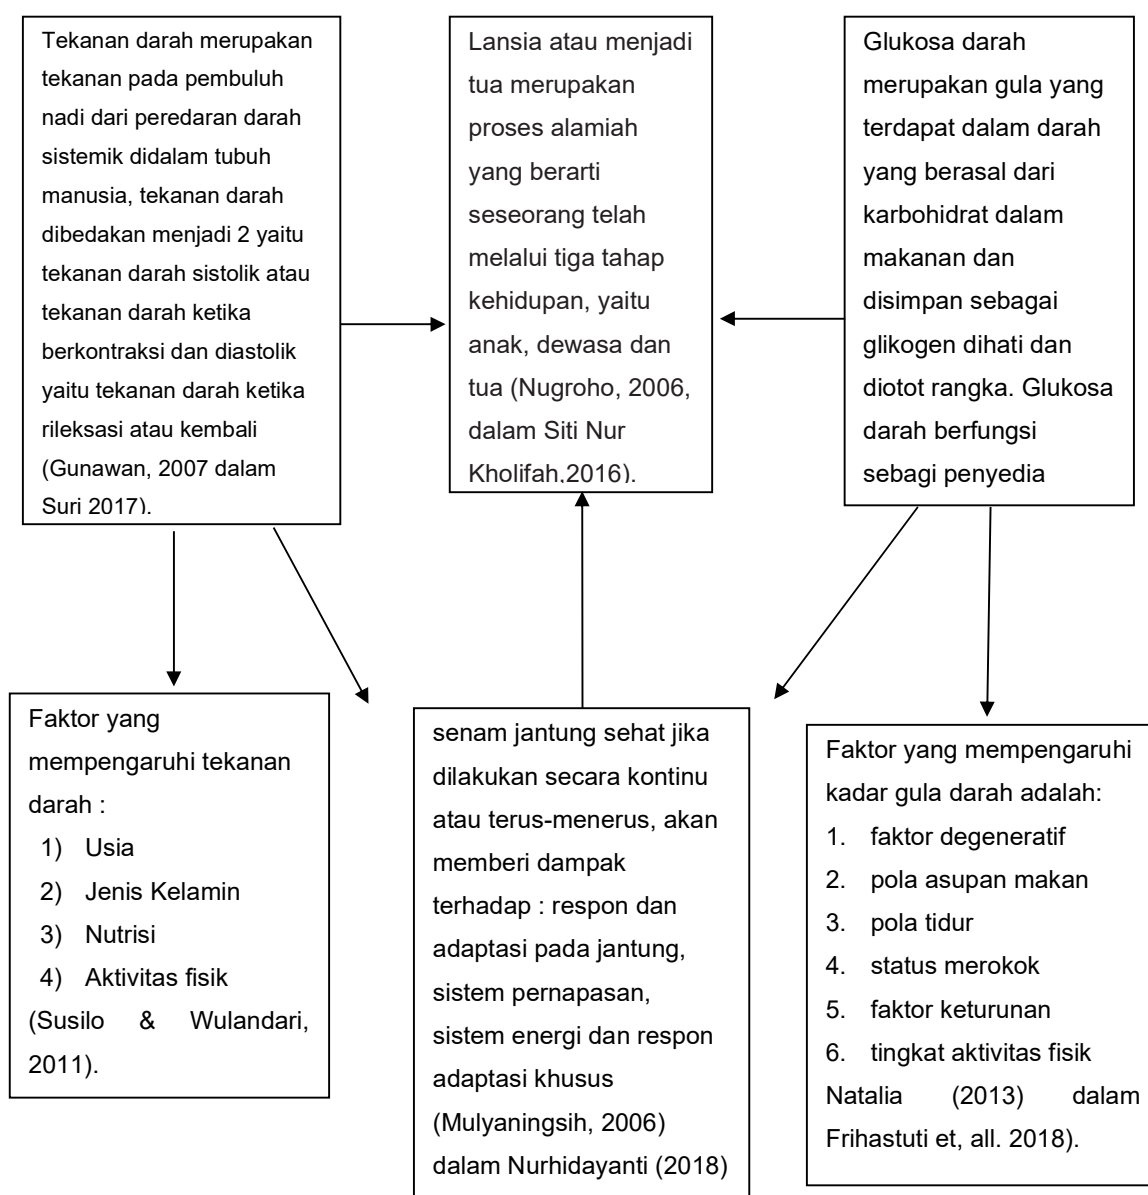 Tekanan darah merupakan
tekanan pada pembuluh
nadi dari peredaran darah
sistemik didalam tubuh
manusia, tekanan darah
dibedakan menjadi 2 yaitu
tekanan darah sistolik atau
tekanan darah ketika
berkontraksi dan diastolik
yaitu tekanan darah ketika
rileksasi atau kembali
(Gunawan, 2007 dalam
Suri 2017).
Lansia atau menjadi
tua merupakan
proses alamiah
yang berarti
seseorang telah
melalui tiga tahap
kehidupan, yaitu
anak, dewasa dan
tua (Nugroho, 2006,
dalam Siti Nur
Kholifah,2016).
Glukosa darah
merupakan gula yang
terdapat dalam darah
yang berasal dari
karbohidrat dalam
makanan dan
disimpan sebagai
glikogen dihati dan
diotot rangka. Glukosa
darah berfungsi
sebagi penyedia
Faktor yang
mempengaruhi tekanan
darah :
1) Usia
2) Jenis Kelamin
3) Nutrisi
4) Aktivitas fisik
(Susilo & Wulandari,
2011).
senam jantung sehat jika
dilakukan secara kontinu
atau terus-menerus, akan
memberi dampak
terhadap : respon dan
adaptasi pada jantung,
sistem pernapasan,
sistem energi dan respon
adaptasi khusus
(Mulyaningsih, 2006)
dalam Nurhidayanti (2018)
Faktor yang mempengaruhi
kadar gula darah adalah:
1. faktor degeneratif
2. pola asupan makan
3. pola tidur
4. status merokok
5. faktor keturunan
6. tingkat aktivitas fisik
Natalia (2013) dalam
Frihastuti et, all. 2018).